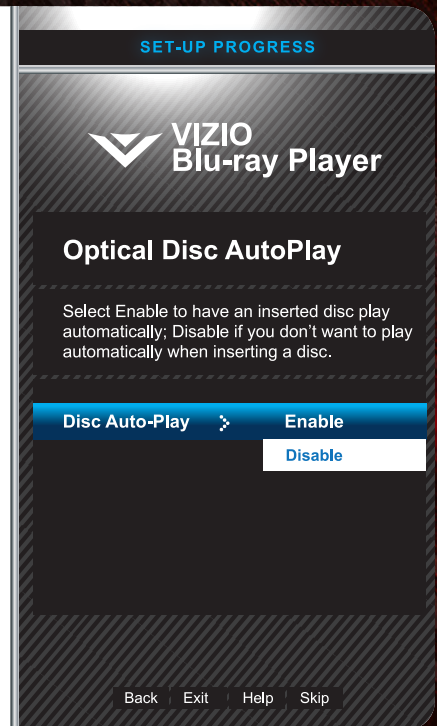 SET-UP PROGRESS
VIZIO
Blu-ray Player
Optical Disc AutoPlay
Select Enable to have an inserted disc play
automatically; Disable if you don't want to play
automatically when inserting a disc.
Disc Auto-Play Enable
Disable
Back Exit Help Skip